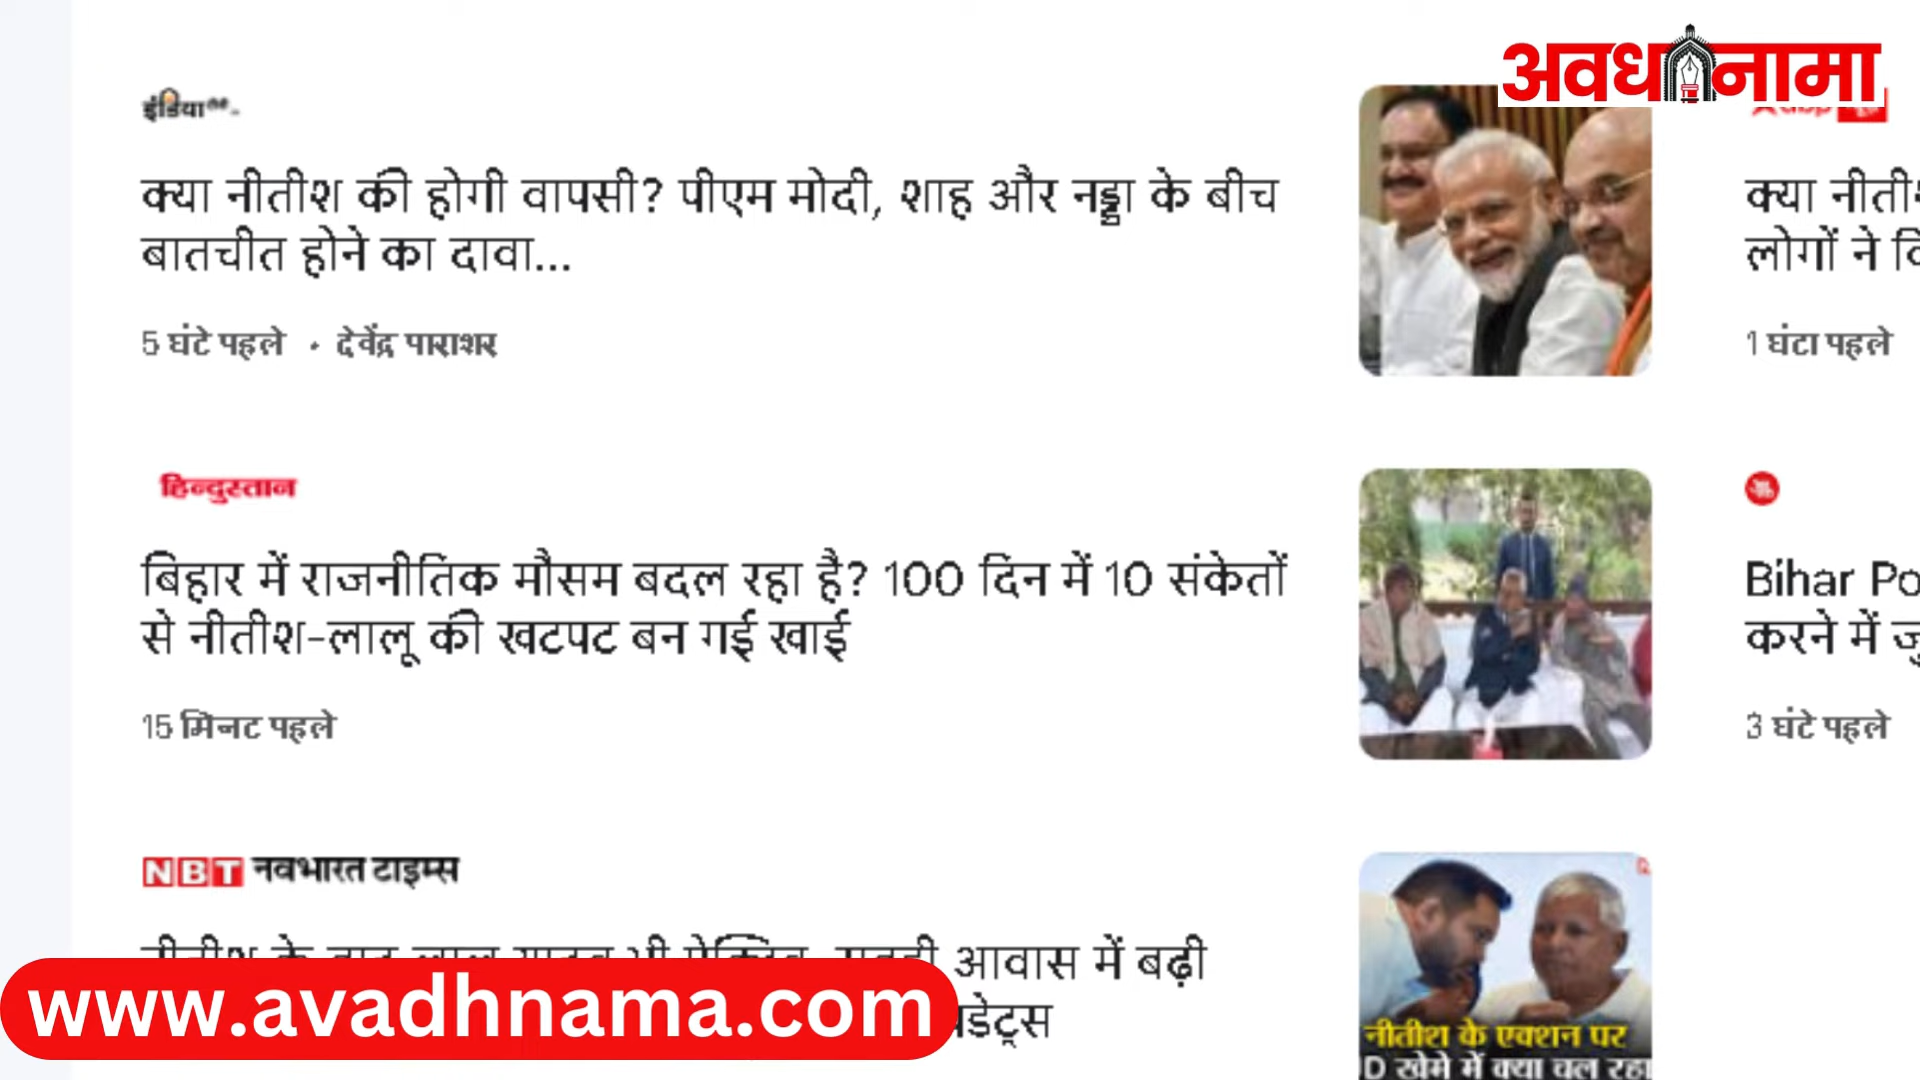 अवधनामा
इंडिया
क्या नीतीश की होगी वापसी? पीएम मोदी, शाह और नड्डा के बीच
बातचीत होने का दावा...
5 घंटे पहले · देवेंद्र पाराशर
क्या
लोगों ने
1 घंटा पहले
हिन्दुस्तान
बिहार में राजनीतिक मौसम बदल रहा है? 100 दिन में 10 संकेतों
से नीतीश-लालू की खटपट बन गई खाई
15 मिनट पहले
Bihar
करने में
3 घंटे पहले
NBT नवभारत टाइम्स
आवास में बढ़ी
नीतीश के एक्शन पर
खेमे में क्या चल रहा
www.avadhnama.com